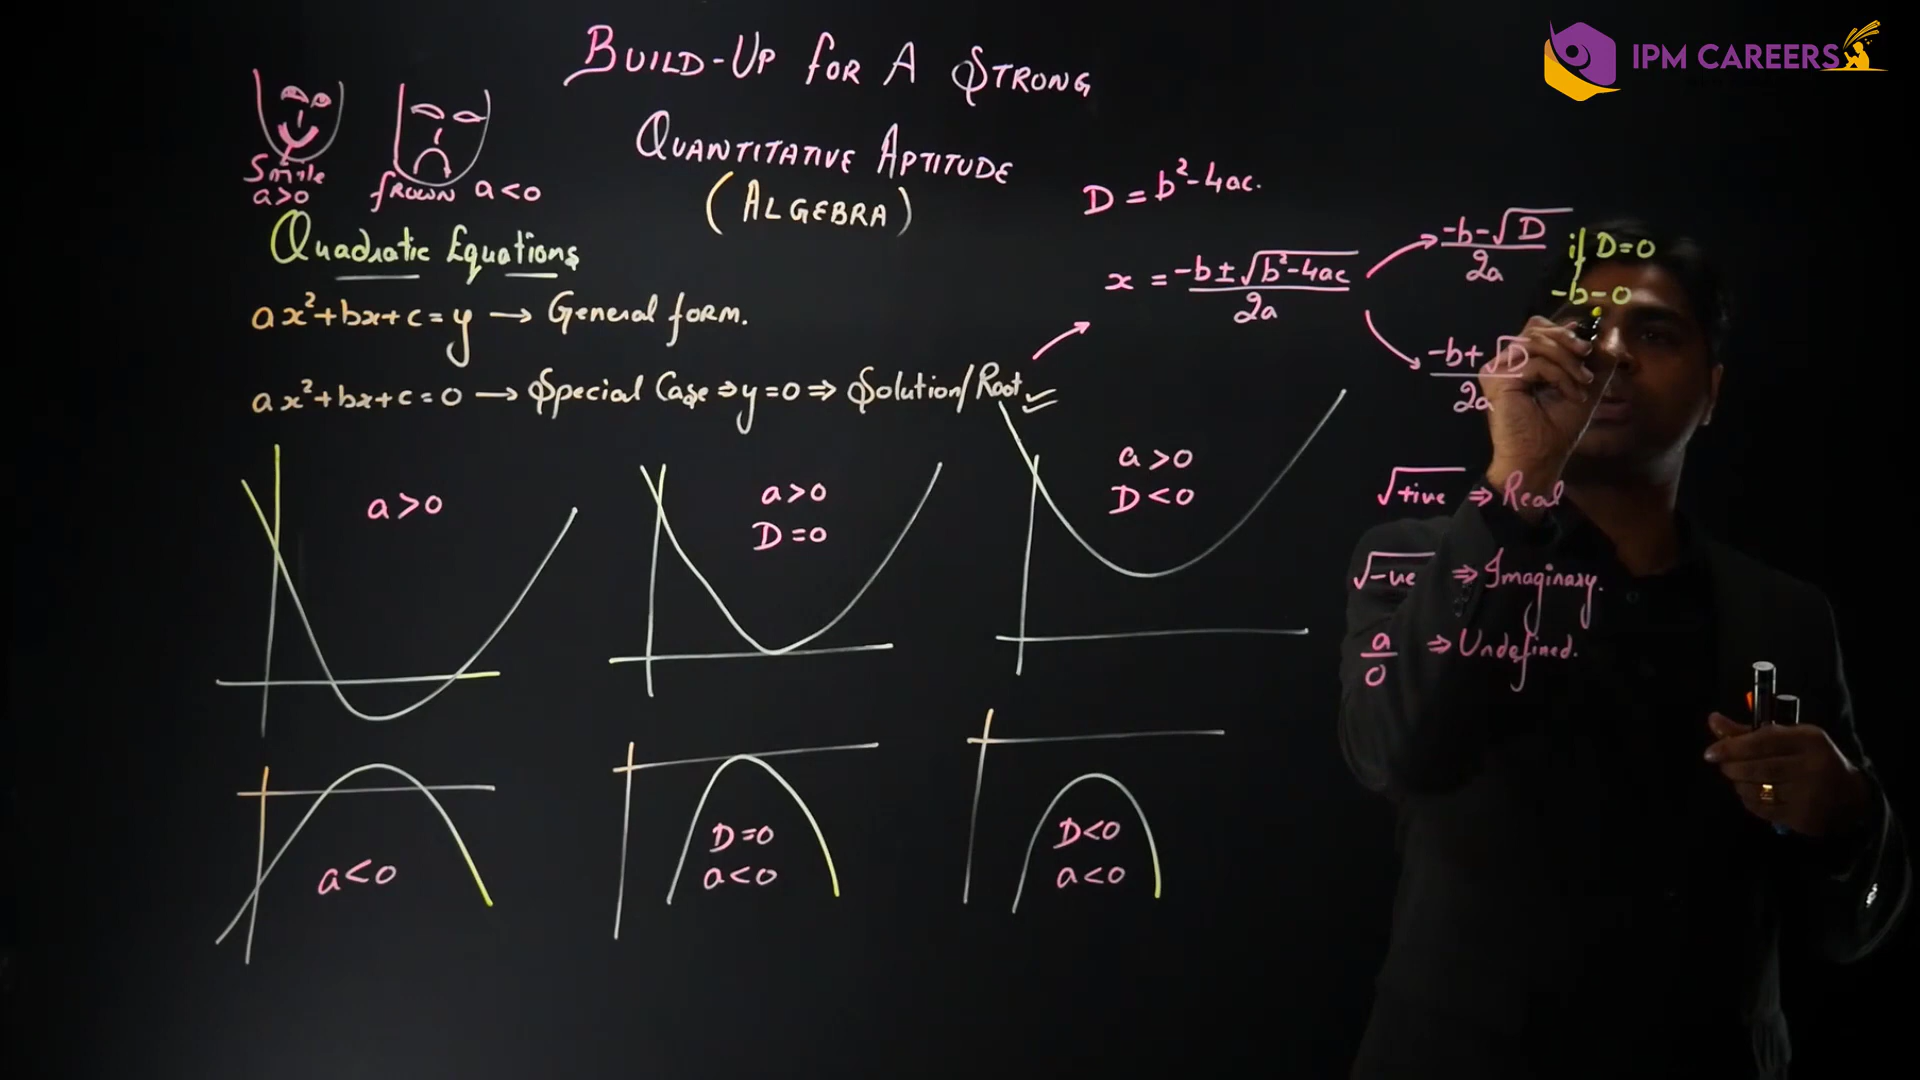 BUILD-UP FOR A STRONG
QUANTITATIVE APTITUDE
(ALGEBRA)
IPM CAREERS
Smile
a>0
FROWN a<0
Quadratic Equations
ax²+bx+c=y → General form.
ax²+bx+c=0 → Special Case ⇒ y=0 ⇒ Solution/Root ✓
D = b²-4ac.
x = (-b±√(b²-4ac))/2a
(-b-√D)/2a
if D=0
-b-0
(-b+√D)/2a
a>0
a>0
D=0
a>0
D<0
√+ive ⇒ Real
√-ve ⇒ Imaginary.
a/0 ⇒ Undefined.
a<0
D=0
a<0
D<0
a<0